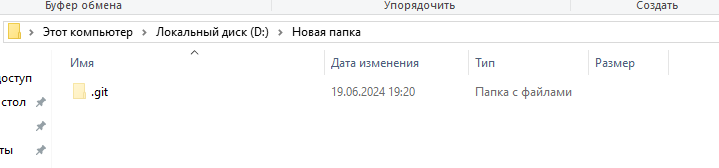 Буфер обмена Упорядочить Создать
Этот компьютер Локальный диск (D:) Новая папка
Имя Дата изменения Тип Размер
доступ
.git 19.06.2024 19:20 Папка с файлами
стол
ты